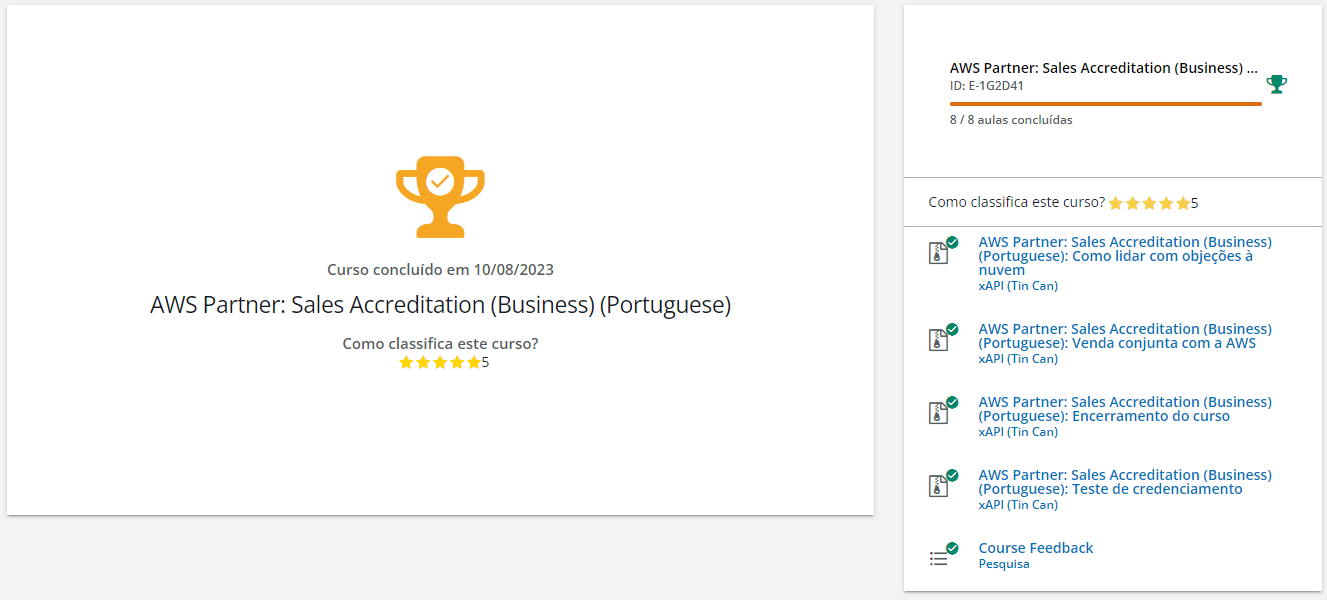 Curso concluído em 10/08/2023
AWS Partner: Sales Accreditation (Business) (Portuguese)
Como classifica este curso?
5
AWS Partner: Sales Accreditation (Business) ...
ID: E-1G2D41
8 / 8 aulas concluídas
Como classifica este curso? 5
AWS Partner: Sales Accreditation (Business)
(Portuguese): Como lidar com objeções à
nuvem
xAPI (Tin Can)
AWS Partner: Sales Accreditation (Business)
(Portuguese): Venda conjunta com a AWS
xAPI (Tin Can)
AWS Partner: Sales Accreditation (Business)
(Portuguese): Encerramento do curso
xAPI (Tin Can)
AWS Partner: Sales Accreditation (Business)
(Portuguese): Teste de credenciamento
xAPI (Tin Can)
Course Feedback
Pesquisa